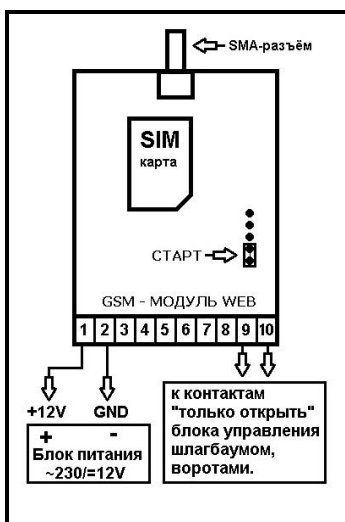 SMA-разъём
SIM
карта
СТАРТ
GSM - МОДУЛЬ WEB
1 2 3 4 5 6 7 8 9 10
+12V GND
+ -
Блок питания
~230/=12V
к контактам
"только открыть"
блока управления
шлагбаумом,
воротами.